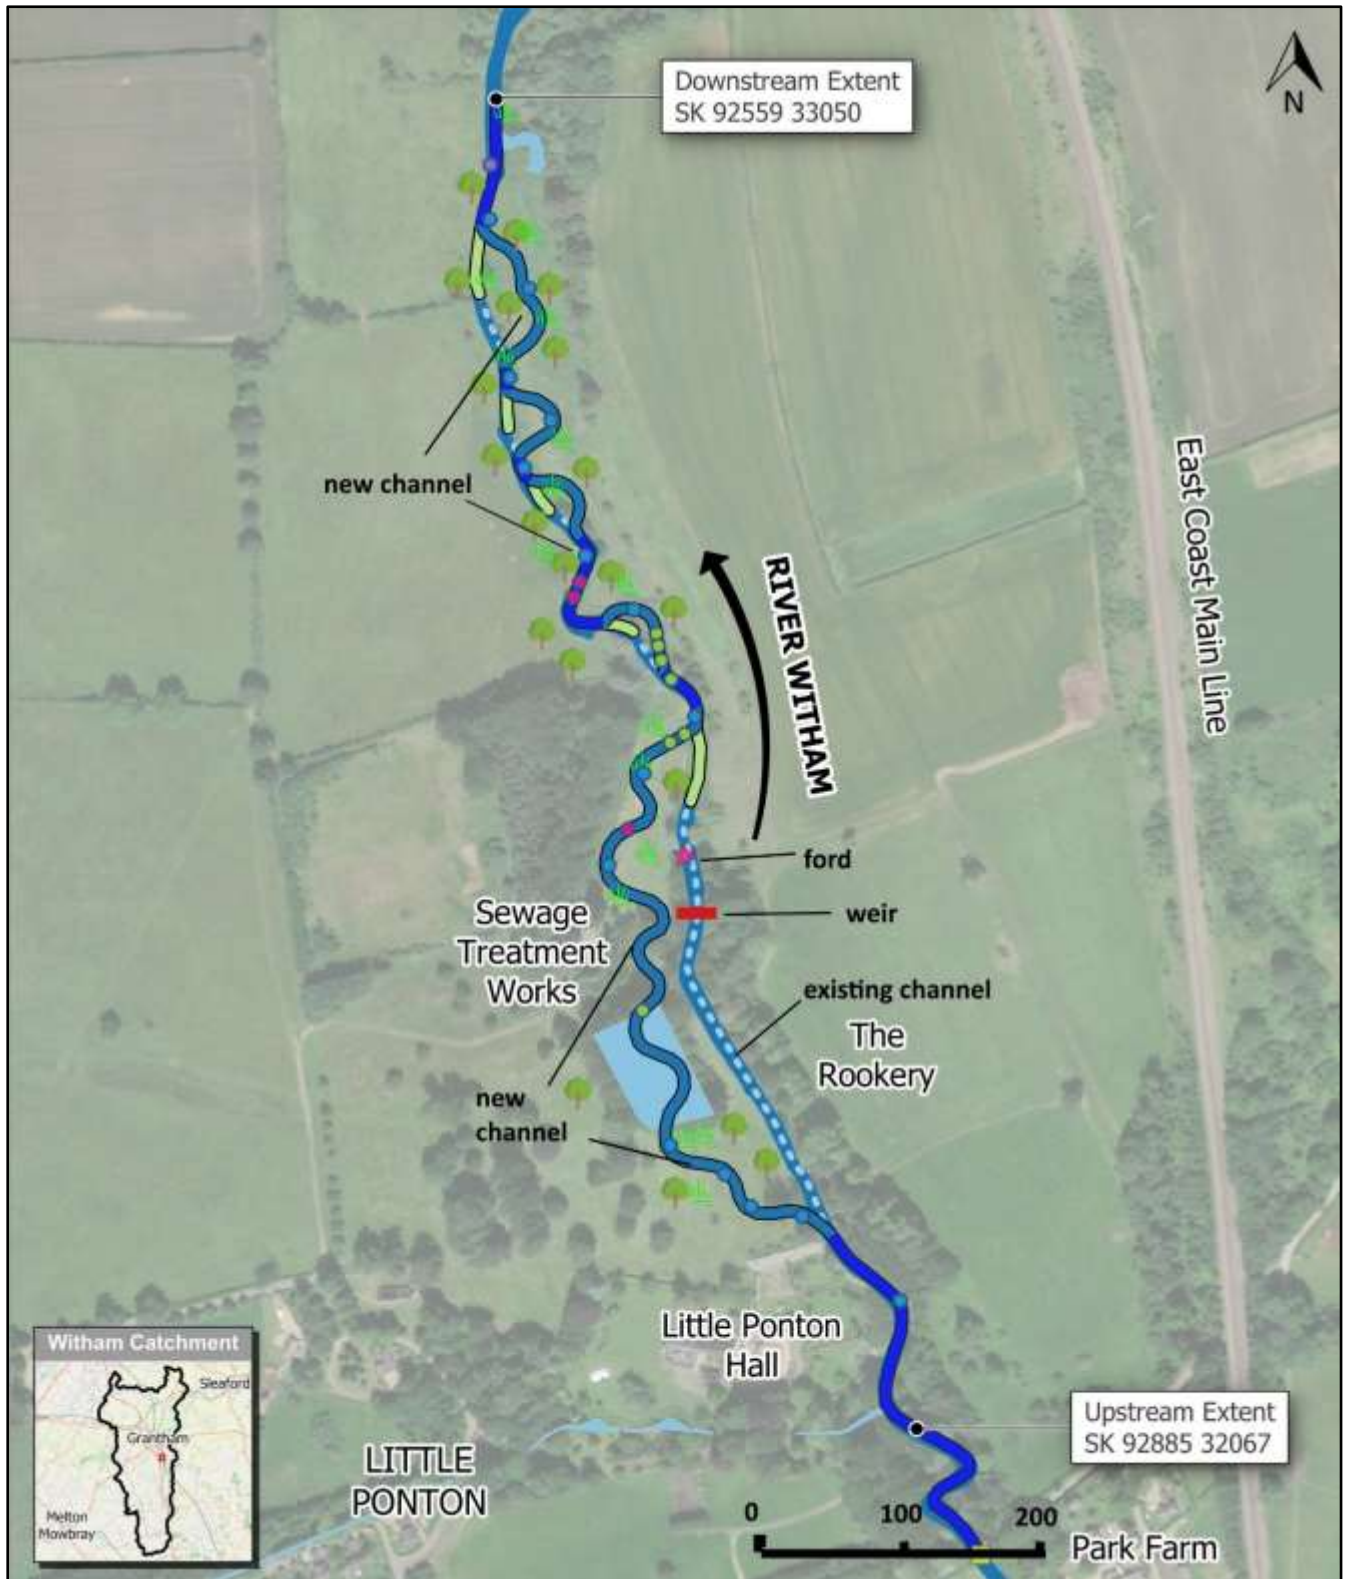 Downstream Extent
SK 92559 33050
N
new channel
RIVER WITHAM
East Coast Main Line
ford
weir
Sewage
Treatment
Works
existing channel
The
Rookery
new
channel
Little Ponton
Hall
Witham Catchment
Sleaford
Grantham
Melton
Mowbray
LITTLE
PONTON
Upstream Extent
SK 92885 32067
0 100 200
Park Farm